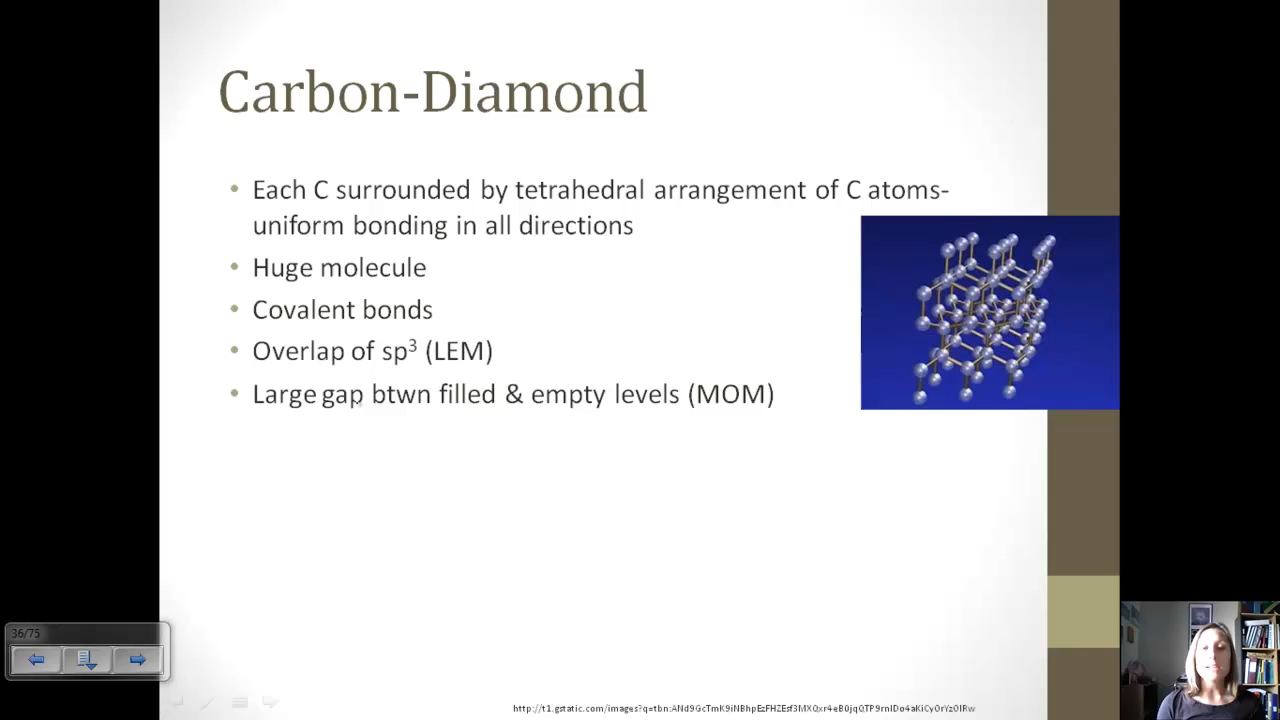 Carbon-Diamond
• Each C surrounded by tetrahedral arrangement of C atoms-
uniform bonding in all directions
• Huge molecule
• Covalent bonds
• Overlap of sp³ (LEM)
• Large gap btwn filled & empty levels (MOM)
36/75